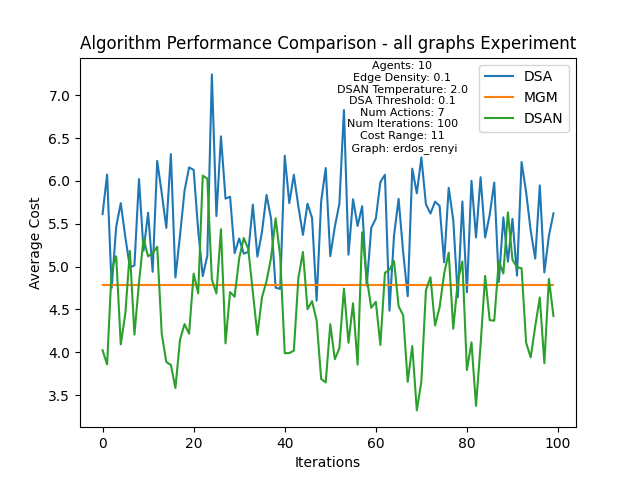 Algorithm Performance Comparison - all graphs Experiment
Agents: 10
Edge Density: 0.1
DSAN Temperature: 2.0
DSA Threshold: 0.1
Num Actions: 7
Num Iterations: 100
Cost Range: 11
Graph: erdos_renyi
DSA
MGM
DSAN
Average Cost
7.0
6.5
6.0
5.5
5.0
4.5
4.0
3.5
0 20 40 60 80 100
Iterations